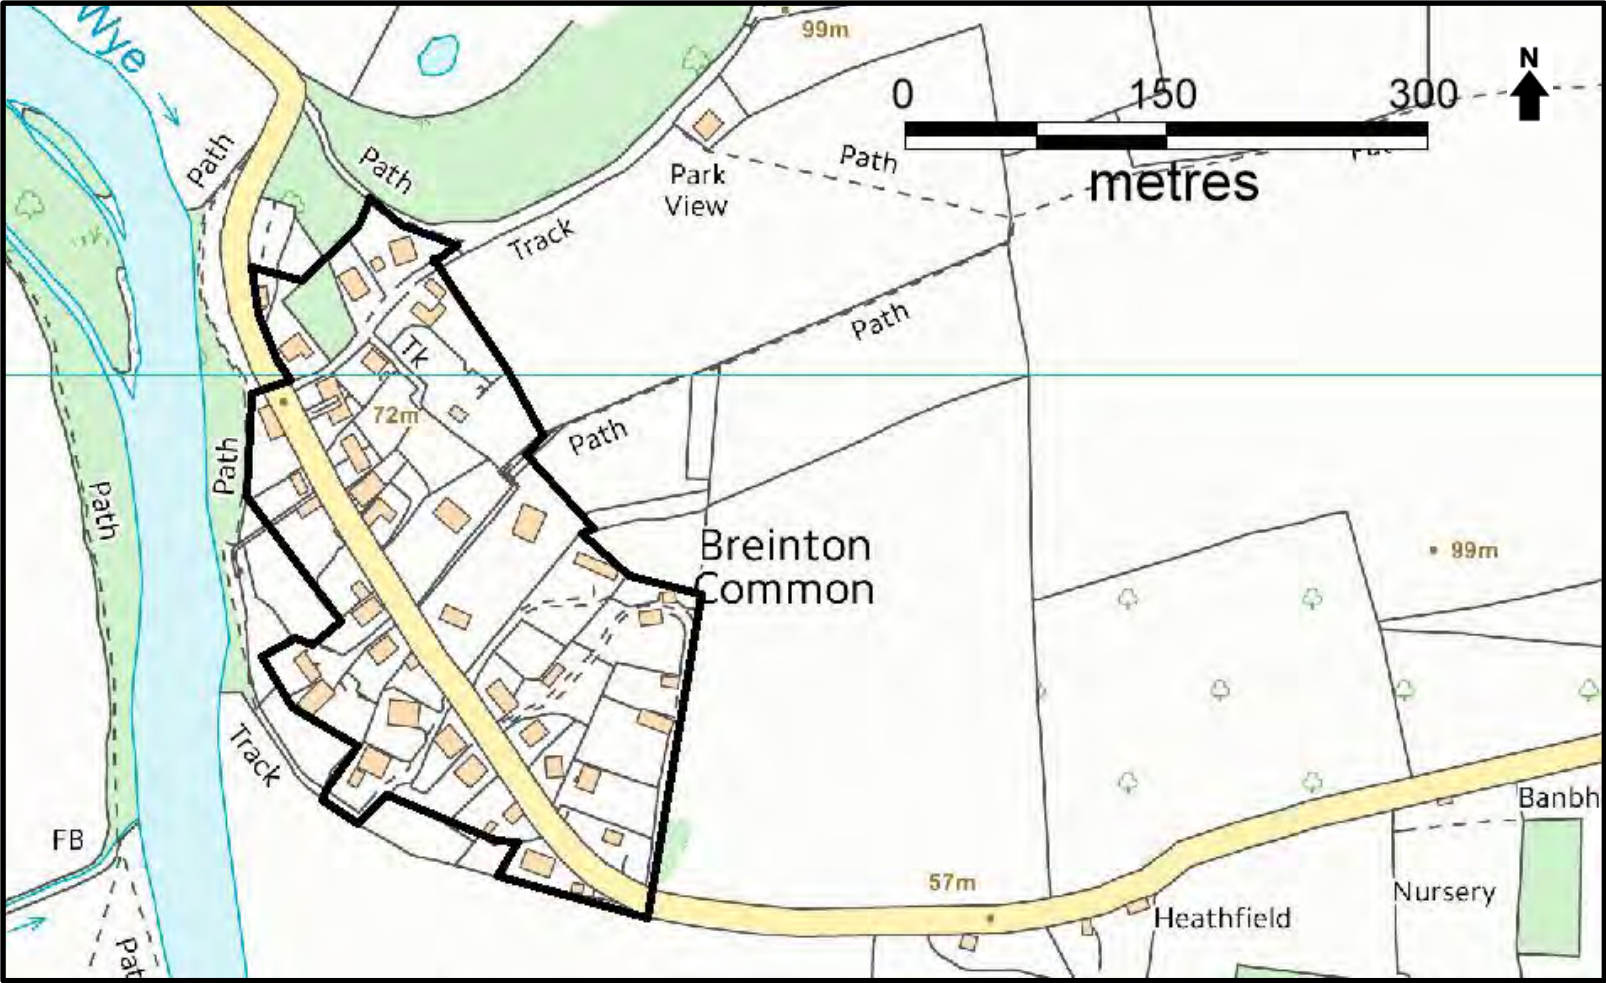 Wye
99m
N
0 150 300
metres
Path
Path
Path
Park
View
Track
Path
Tk
72m
Path
Path
Path
Breinton
Common
99m
Track
FB
57m
Banbh
Nursery
Heathfield
Pat